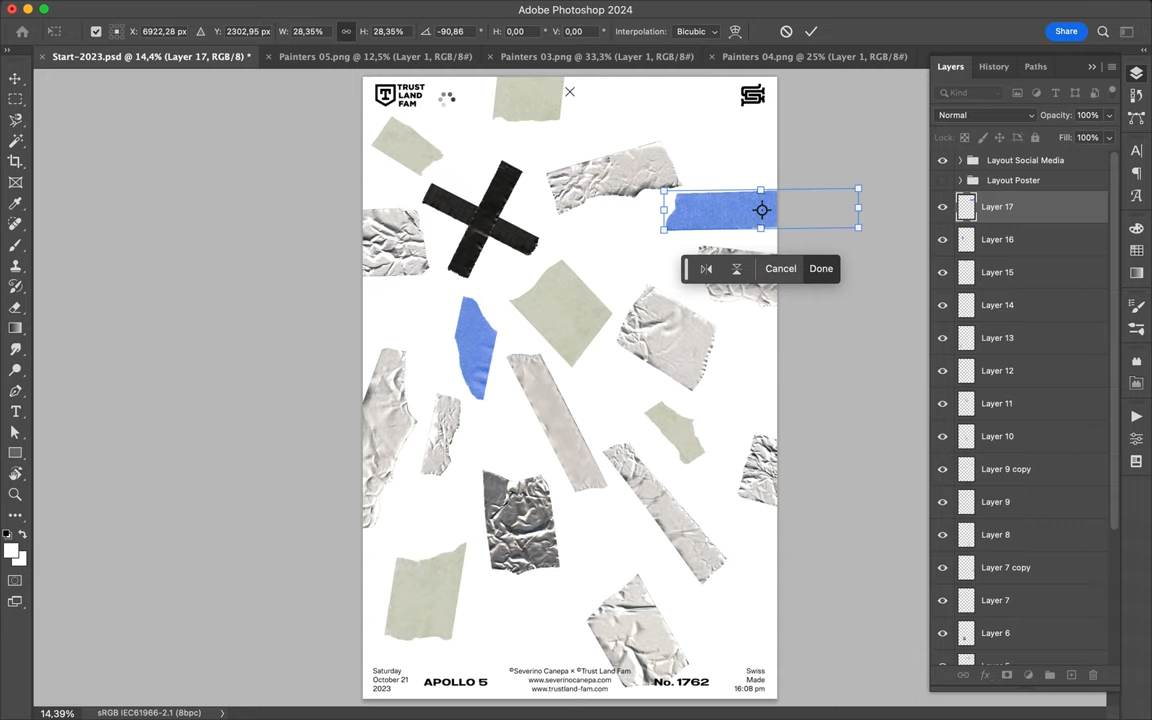 Adobe Photoshop 2024
X: 6922,28 px Y: 2302,95 px W: 28,35% H: 28,35% -90,86 ° H: 0,00 ° V: 0,00 ° Interpolation: Bicubic
Share
Start-2023.psd @ 14,4% (Layer 17, RGB/8) *
Painters 05.png @ 12,5% (Layer 1, RGB/8#)
Painters 03.png @ 33,3% (Layer 1, RGB/8#)
Painters 04.png @ 25% (Layer 1, RGB/8#)
Layers History Paths
Kind
Normal Opacity: 100%
Lock: Fill: 100%
Layout Social Media
Layout Poster
Layer 17
Layer 16
Layer 15
Layer 14
Layer 13
Layer 12
Layer 11
Layer 10
Layer 9 copy
Layer 9
Layer 8
Layer 7 copy
Layer 7
Layer 6
TRUST
LAND
FAM
Cancel Done
Saturday
October 21
2023
APOLLO 5
©Severino Canepa × ©Trust Land Fam
www.severinocanepa.com
www.trustland-fam.com
No. 1762
Swiss
Made
16:08 pm
14,39% sRGB IEC61966-2.1 (8bpc)